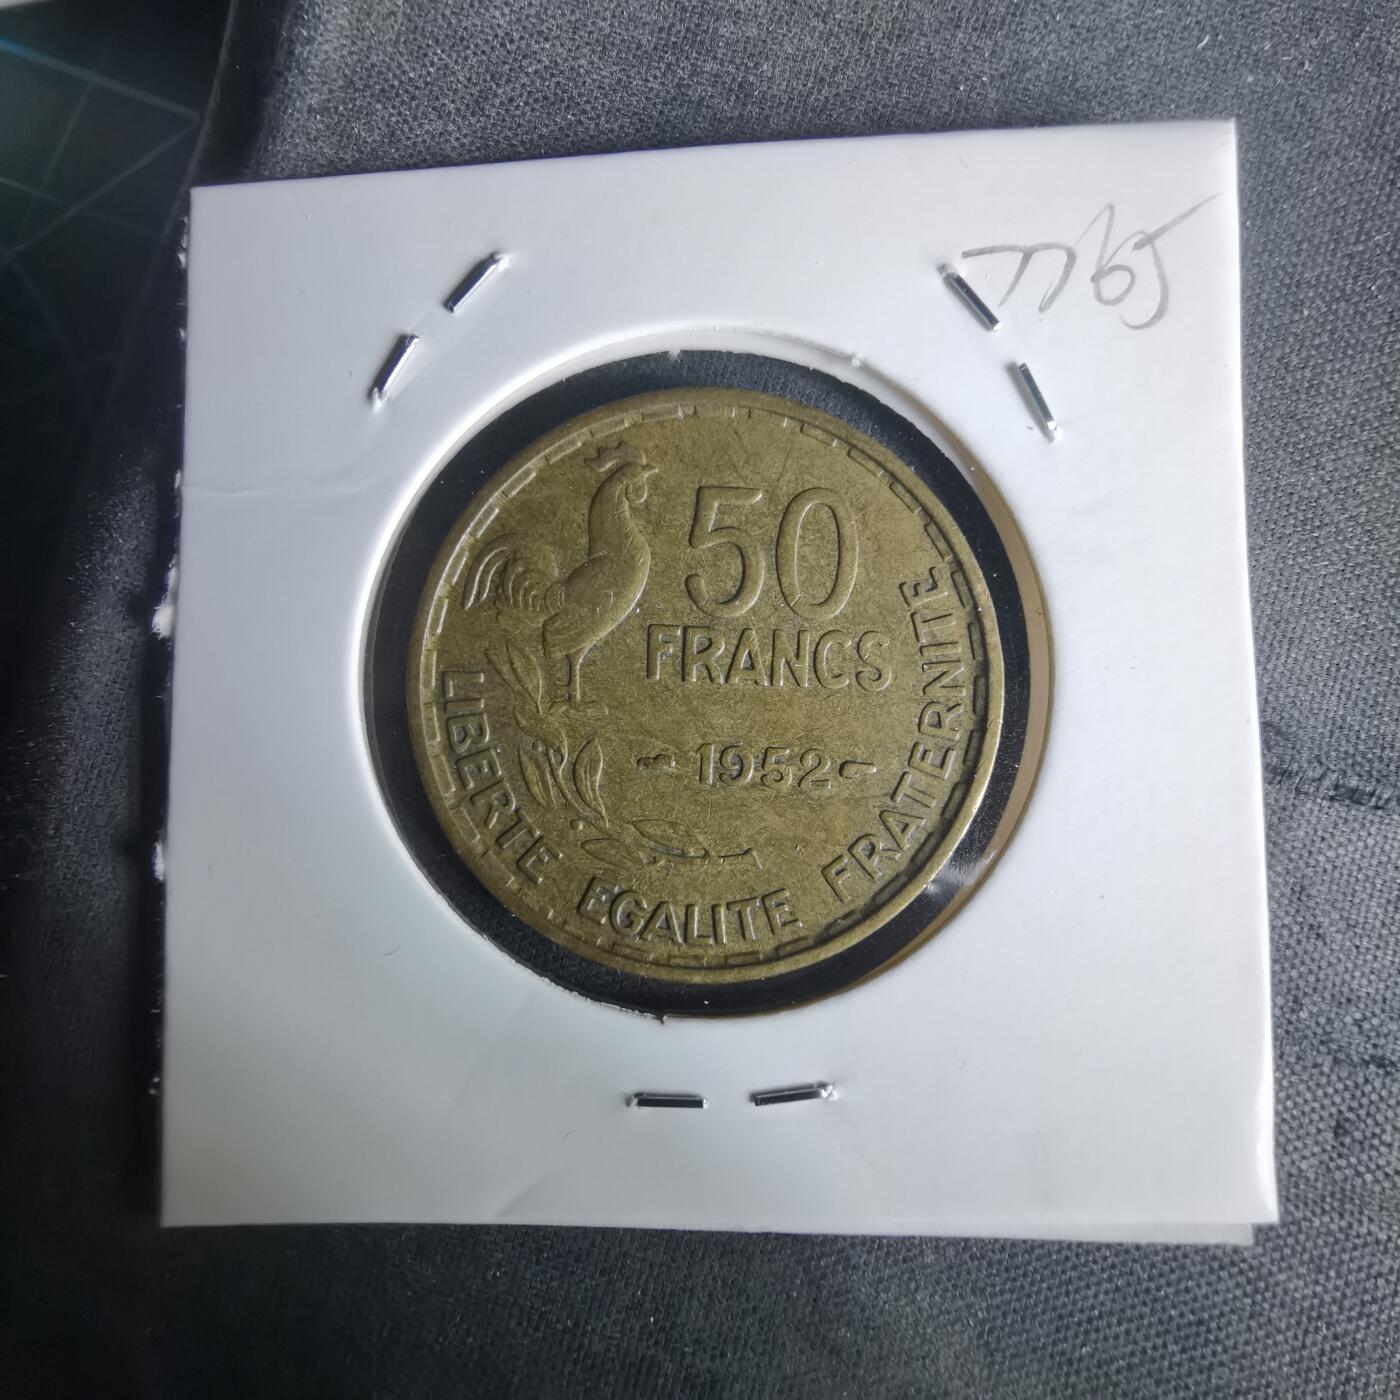 50
FRANCS
- 1952 -
LIBERTE EGALITE FRATERNITE